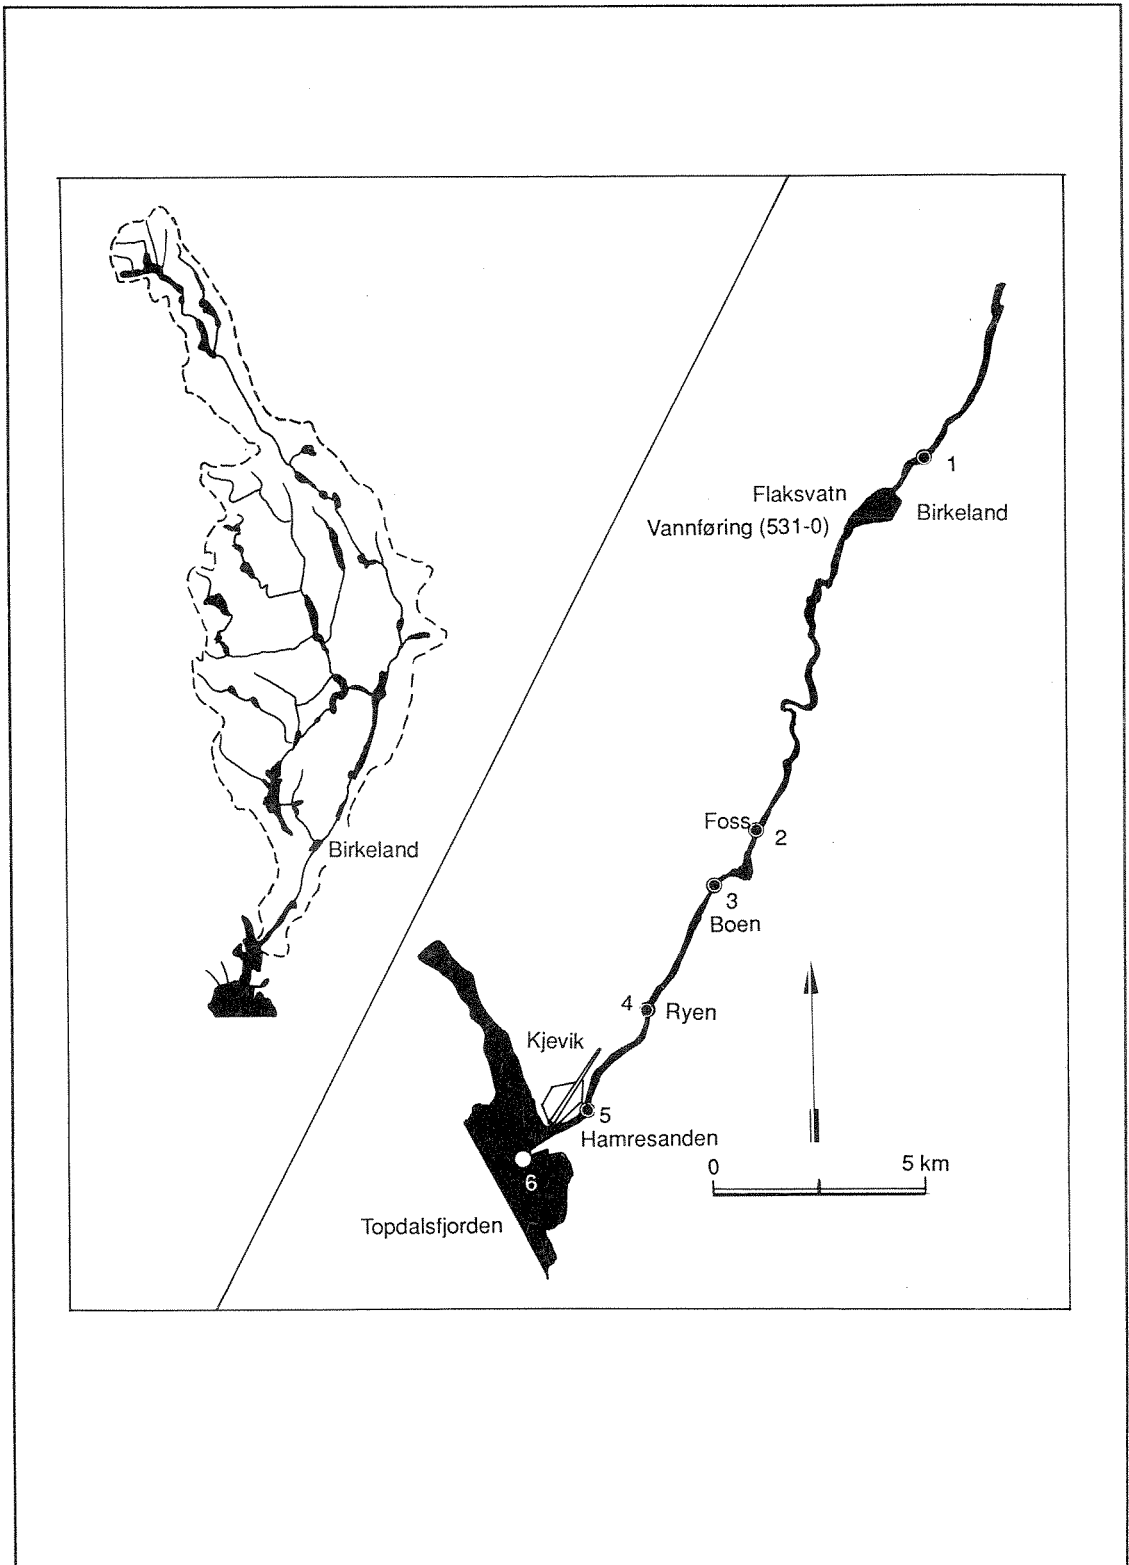 Birkeland
1
Flaksvatn
Vannføring (531-0)
Birkeland
Foss
2
3
Boen
4
Ryen
Kjevik
5
Hamresanden
6
Topdalsfjorden
0
5 km